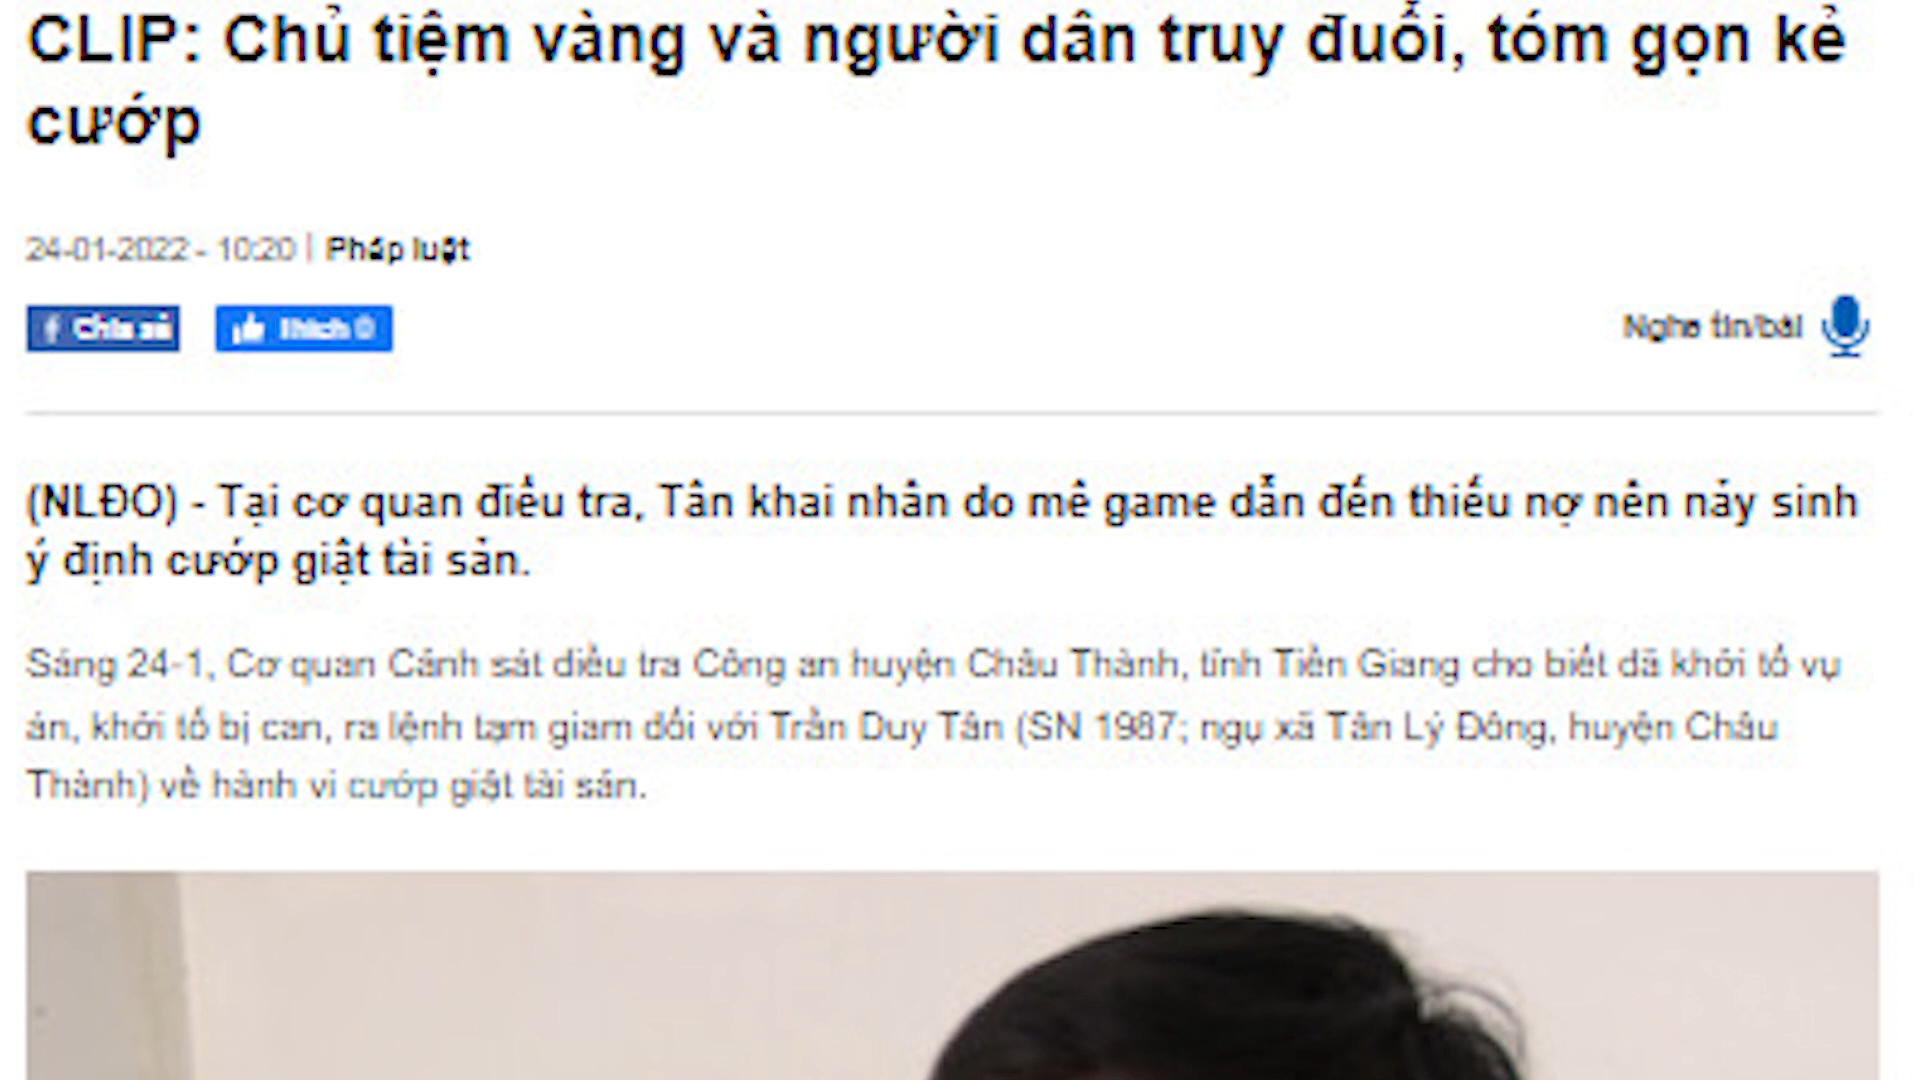 CLIP: Chủ tiệm vàng và người dân truy đuổi, tóm gọn kẻ
cướp
24-01-2022 - 10:20 | Pháp luật
Chia sẻ Thích 0 Nghe tin/bài
(NLĐO) - Tại cơ quan điều tra, Tân khai nhân do mê game dẫn đến thiếu nợ nên nảy sinh
ý định cướp giật tài sản.
Sáng 24-1, Cơ quan Cảnh sát điều tra Công an huyện Châu Thành, tỉnh Tiền Giang cho biết đã khởi tố vụ
án, khởi tố bị can, ra lệnh tạm giam đối với Trần Duy Tân (SN 1987; ngụ xã Tân Lý Đông, huyện Châu
Thành) về hành vi cướp giật tài sản.